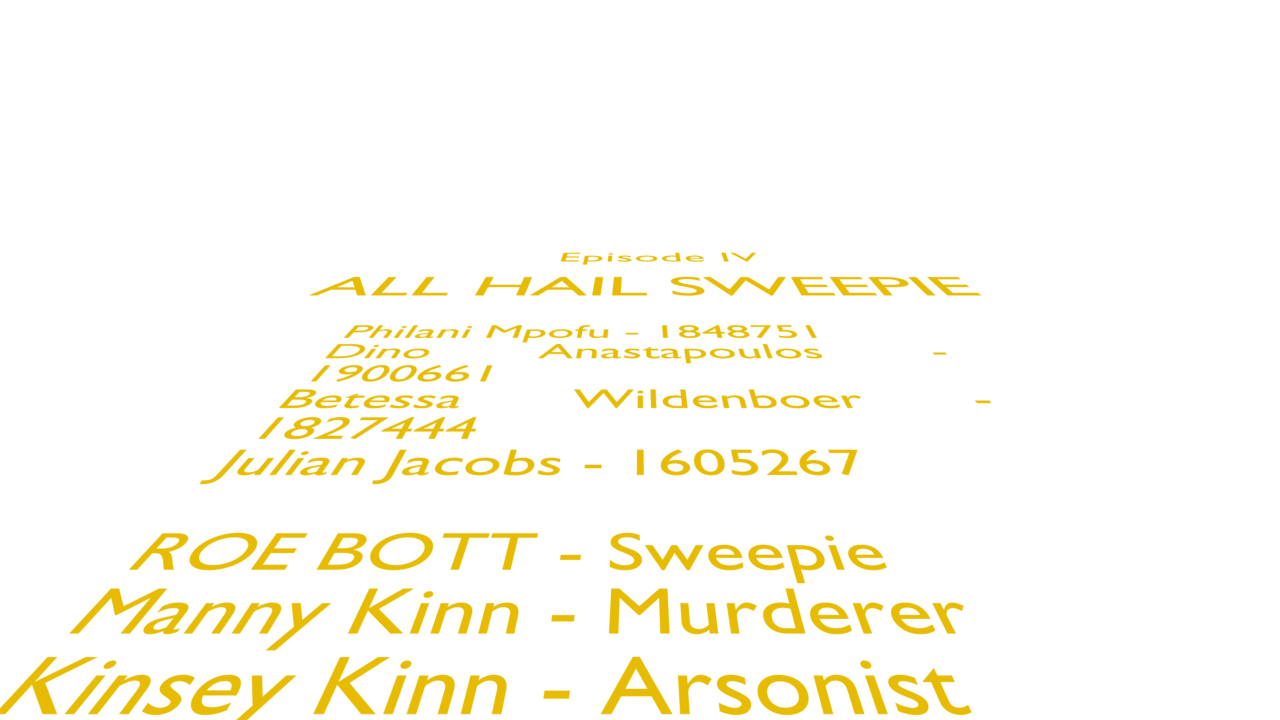 Episode IV
ALL HAIL SWEEPIE
Philani Mpofu - 1848751
Dino Anastapoulos -
1900661
Betessa Wildenboer -
1827444
Julian Jacobs - 1605267
ROE BOTT - Sweepie
Manny Kinn - Murderer
Kinsey Kinn - Arsonist